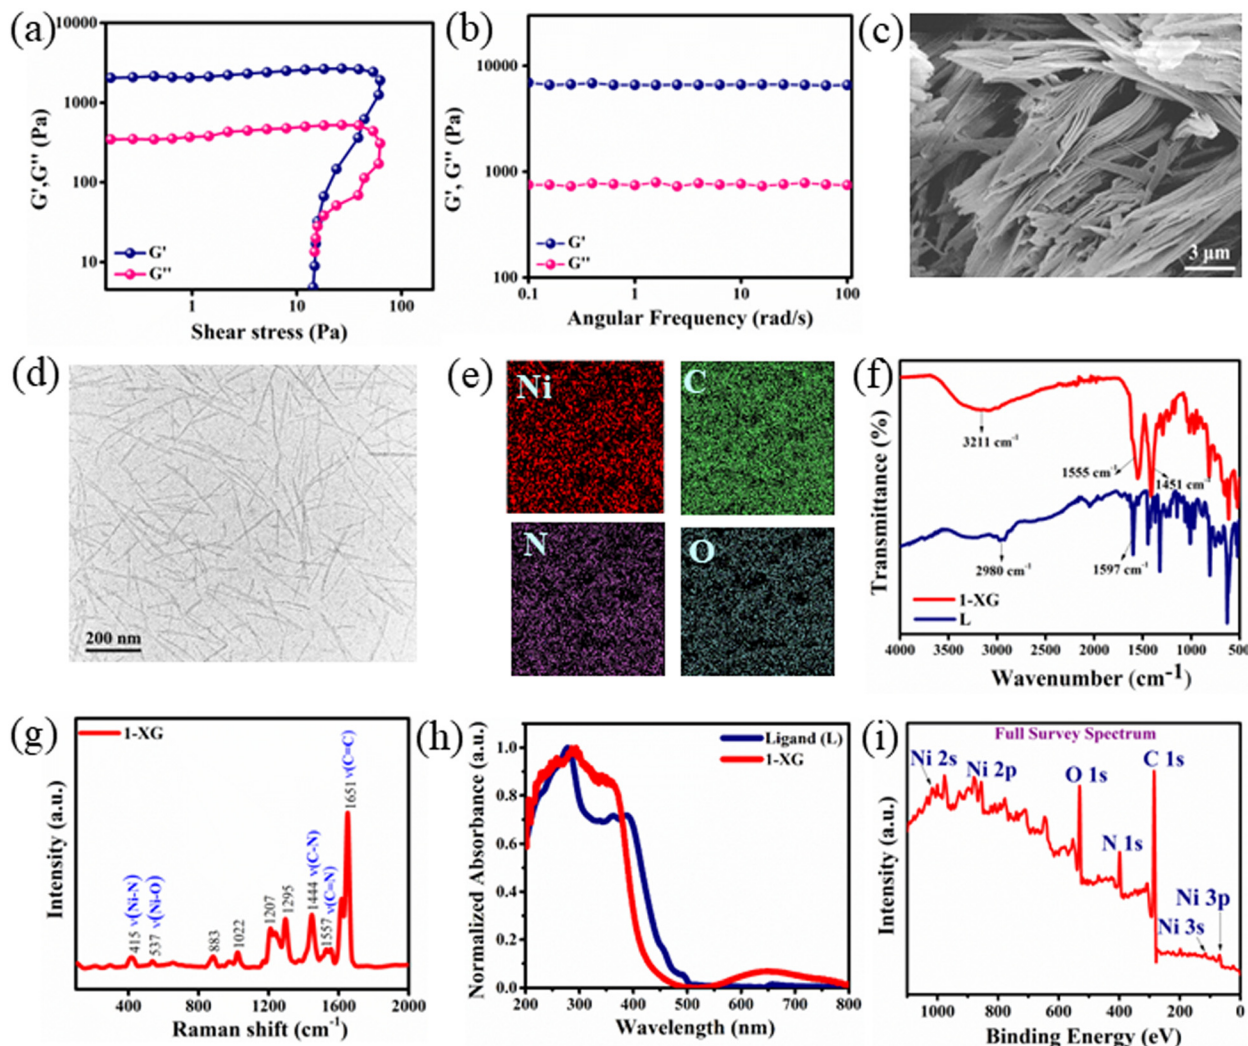 (a)
10000
1000
100
10
G',G'' (Pa)
G'
G''
1
10
100
Shear stress (Pa)
(b)
10000
1000
100
G', G'' (Pa)
G'
G''
0.1
1
10
100
Angular Frequency (rad/s)
(c)
3 μm
(d)
200 nm
(e)
Ni
C
N
O
(f)
Transmittance (%)
3211 cm-1
1555 cm-1
1451 cm-1
2980 cm-1
1597 cm-1
1-XG
L
4000 3500 3000 2500 2000 1500 1000 500
Wavenumber (cm-1)
(g)
1-XG
Intensity (a.u.)
415 ν(Ni-N)
537 ν(Ni-O)
883
1022
1207
1295
1444 ν(C-N)
1557 ν(C=N)
1651 ν(C=C)
400 800 1200 1600 2000
Raman shift (cm-1)
(h)
Ligand (L)
1-XG
Normalized Absorbance (a.u.)
1.0
0.8
0.6
0.4
0.2
0.0
200 300 400 500 600 700 800
Wavelength (nm)
(i)
Full Survey Spectrum
Intensity (a.u.)
Ni 2s
Ni 2p
O 1s
C 1s
N 1s
Ni 3p
Ni 3s
1000 800 600 400 200 0
Binding Energy (eV)